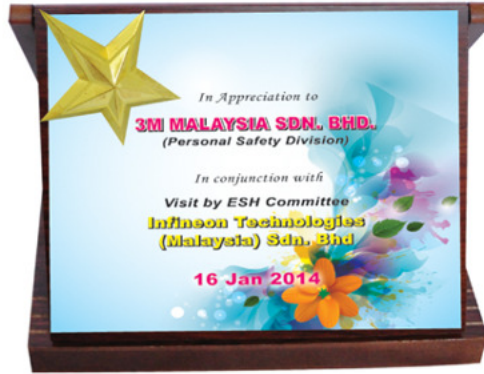 In Appreciation to
3M MALAYSIA SDN. BHD.
(Personal Safety Division)
In conjunction with
Visit by ESH Committee
Infineon Technologies
(Malaysia) Sdn. Bhd
16 Jan 2014